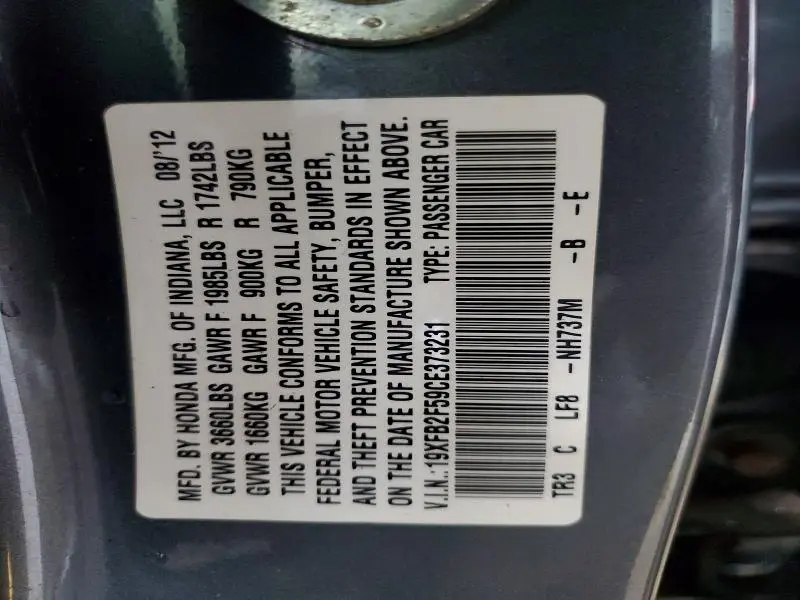 MFD. BY HONDA MFG. OF INDIANA, LLC 08/'12
GVWR 3660LBS GAWR F 1985LBS R 1742LBS
GVWR 1660KG GAWR F 900KG R 790KG
THIS VEHICLE CONFORMS TO ALL APPLICABLE
FEDERAL MOTOR VEHICLE SAFETY, BUMPER,
AND THEFT PREVENTION STANDARDS IN EFFECT
ON THE DATE OF MANUFACTURE SHOWN ABOVE.
V.I.N.:19XFB2F59CE373231 TYPE: PASSENGER CAR
TR3 C LF8 -NH737M -B -E